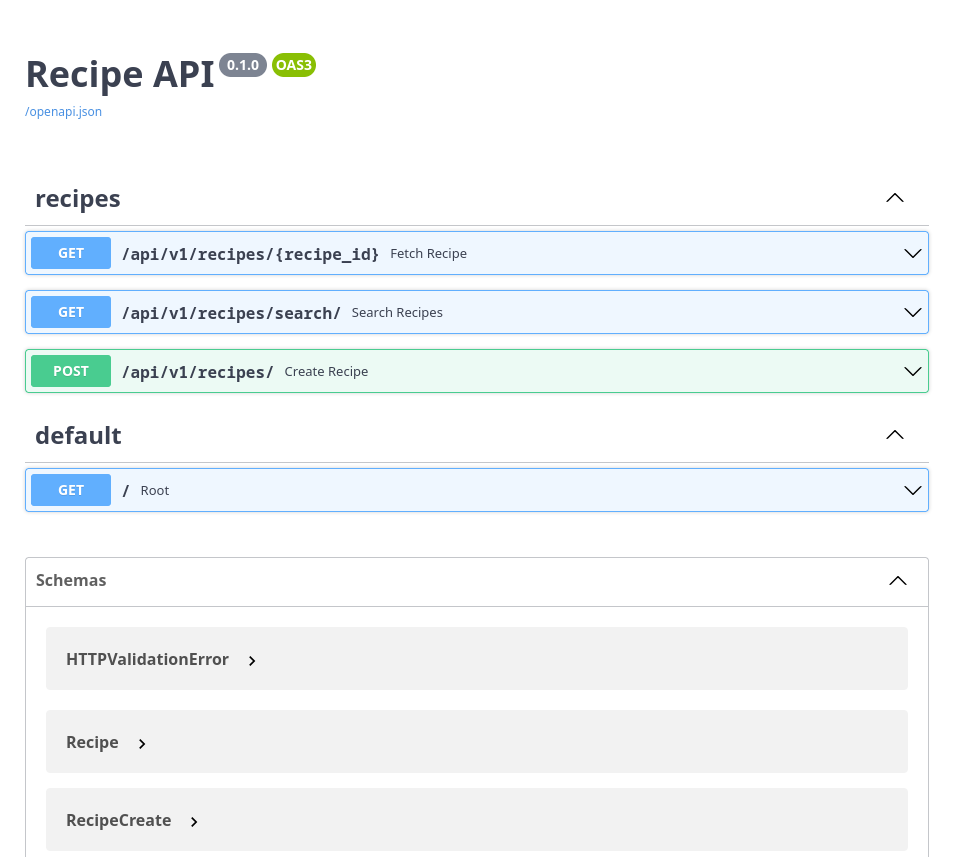 Recipe API 0.1.0 OAS3
/openapi.json
recipes
GET /api/v1/recipes/{recipe_id} Fetch Recipe
GET /api/v1/recipes/search/ Search Recipes
POST /api/v1/recipes/ Create Recipe
default
GET / Root
Schemas
HTTPValidationError
Recipe
RecipeCreate